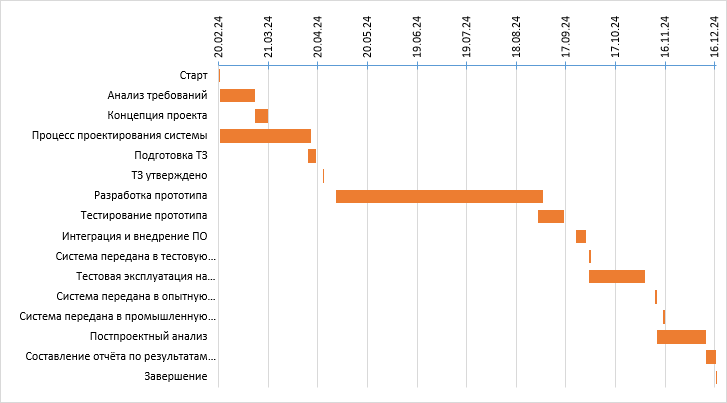 20.02.24
21.03.24
20.04.24
20.05.24
19.06.24
19.07.24
18.08.24
17.09.24
17.10.24
16.11.24
16.12.24
Старт
Анализ требований
Концепция проекта
Процесс проектирования системы
Подготовка ТЗ
ТЗ утверждено
Разработка прототипа
Тестирование прототипа
Интеграция и внедрение ПО
Система передана в тестовую...
Тестовая эксплуатация на...
Система передана в опытную...
Система передана в промышленную...
Постпроектный анализ
Составление отчёта по результатам...
Завершение